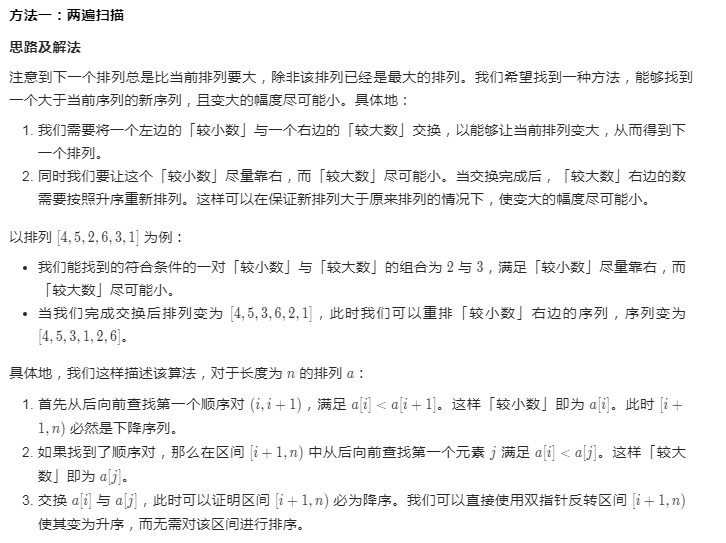 方法一：两遍扫描
思路及解法
注意到下一个排列总是比当前排列要大，除非该排列已经是最大的排列。我们希望找到一种方法，能够找到
一个大于当前序列的新序列，且变大的幅度尽可能小。具体地：
1. 我们需要将一个左边的「较小数」与一个右边的「较大数」交换，以能够让当前排列变大，从而得到下
一个排列。
2. 同时我们要让这个「较小数」尽量靠右，而「较大数」尽可能小。当交换完成后，「较大数」右边的数
需要按照升序重新排列。这样可以在保证新排列大于原来排列的情况下，使变大的幅度尽可能小。
以排列 [4, 5, 2, 6, 3, 1] 为例：
• 我们能找到的符合条件的一对「较小数」与「较大数」的组合为 2 与 3，满足「较小数」尽量靠右，而
「较大数」尽可能小。
• 当我们完成交换后排列变为 [4, 5, 3, 6, 2, 1]，此时我们可以重排「较小数」右边的序列，序列变为
[4, 5, 3, 1, 2, 6]。
具体地，我们这样描述该算法，对于长度为 n 的排列 a：
1. 首先从后向前查找第一个顺序对 (i, i + 1)，满足 a[i] < a[i + 1]。这样「较小数」即为 a[i]。此时 [i +
1, n) 必然是下降序列。
2. 如果找到了顺序对，那么在区间 [i + 1, n) 中从后向前查找第一个元素 j 满足 a[i] < a[j]。这样「较大
数」即为 a[j]。
3. 交换 a[i] 与 a[j]，此时可以证明区间 [i + 1, n) 必为降序。我们可以直接使用双指针反转区间 [i + 1, n)
使其变为升序，而无需对该区间进行排序。